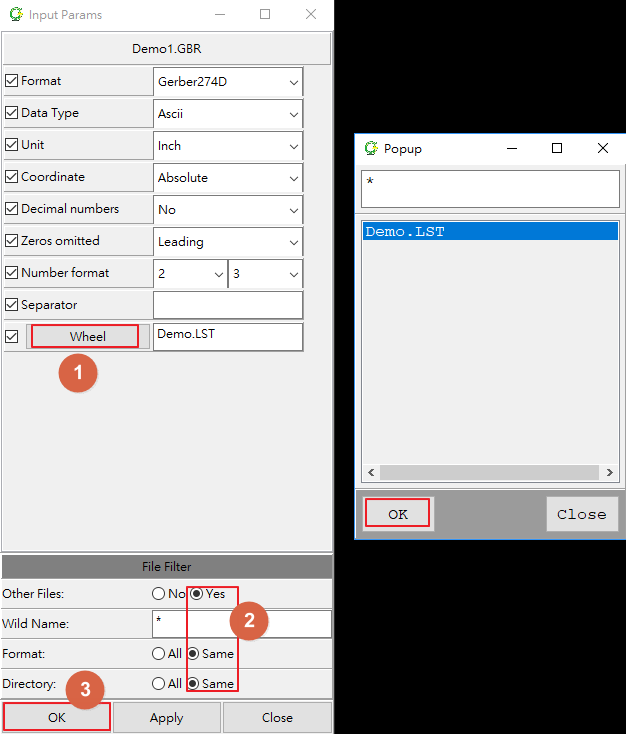 Input Params
Demo1.GBR
Format Gerber274D
Data Type Ascii
Unit Inch
Coordinate Absolute
Decimal numbers No
Zeros omitted Leading
Number format 2 3
Separator
Wheel Demo.LST
1
File Filter
Other Files: No Yes
Wild Name: *
2
Format: All Same
Directory: All Same
3
OK Apply Close
Popup
*
Demo.LST
OK Close